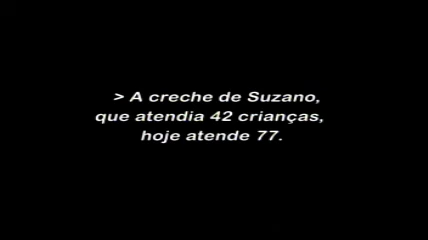 > A creche de Suzano,
que atendia 42 crianças,
hoje atende 77.